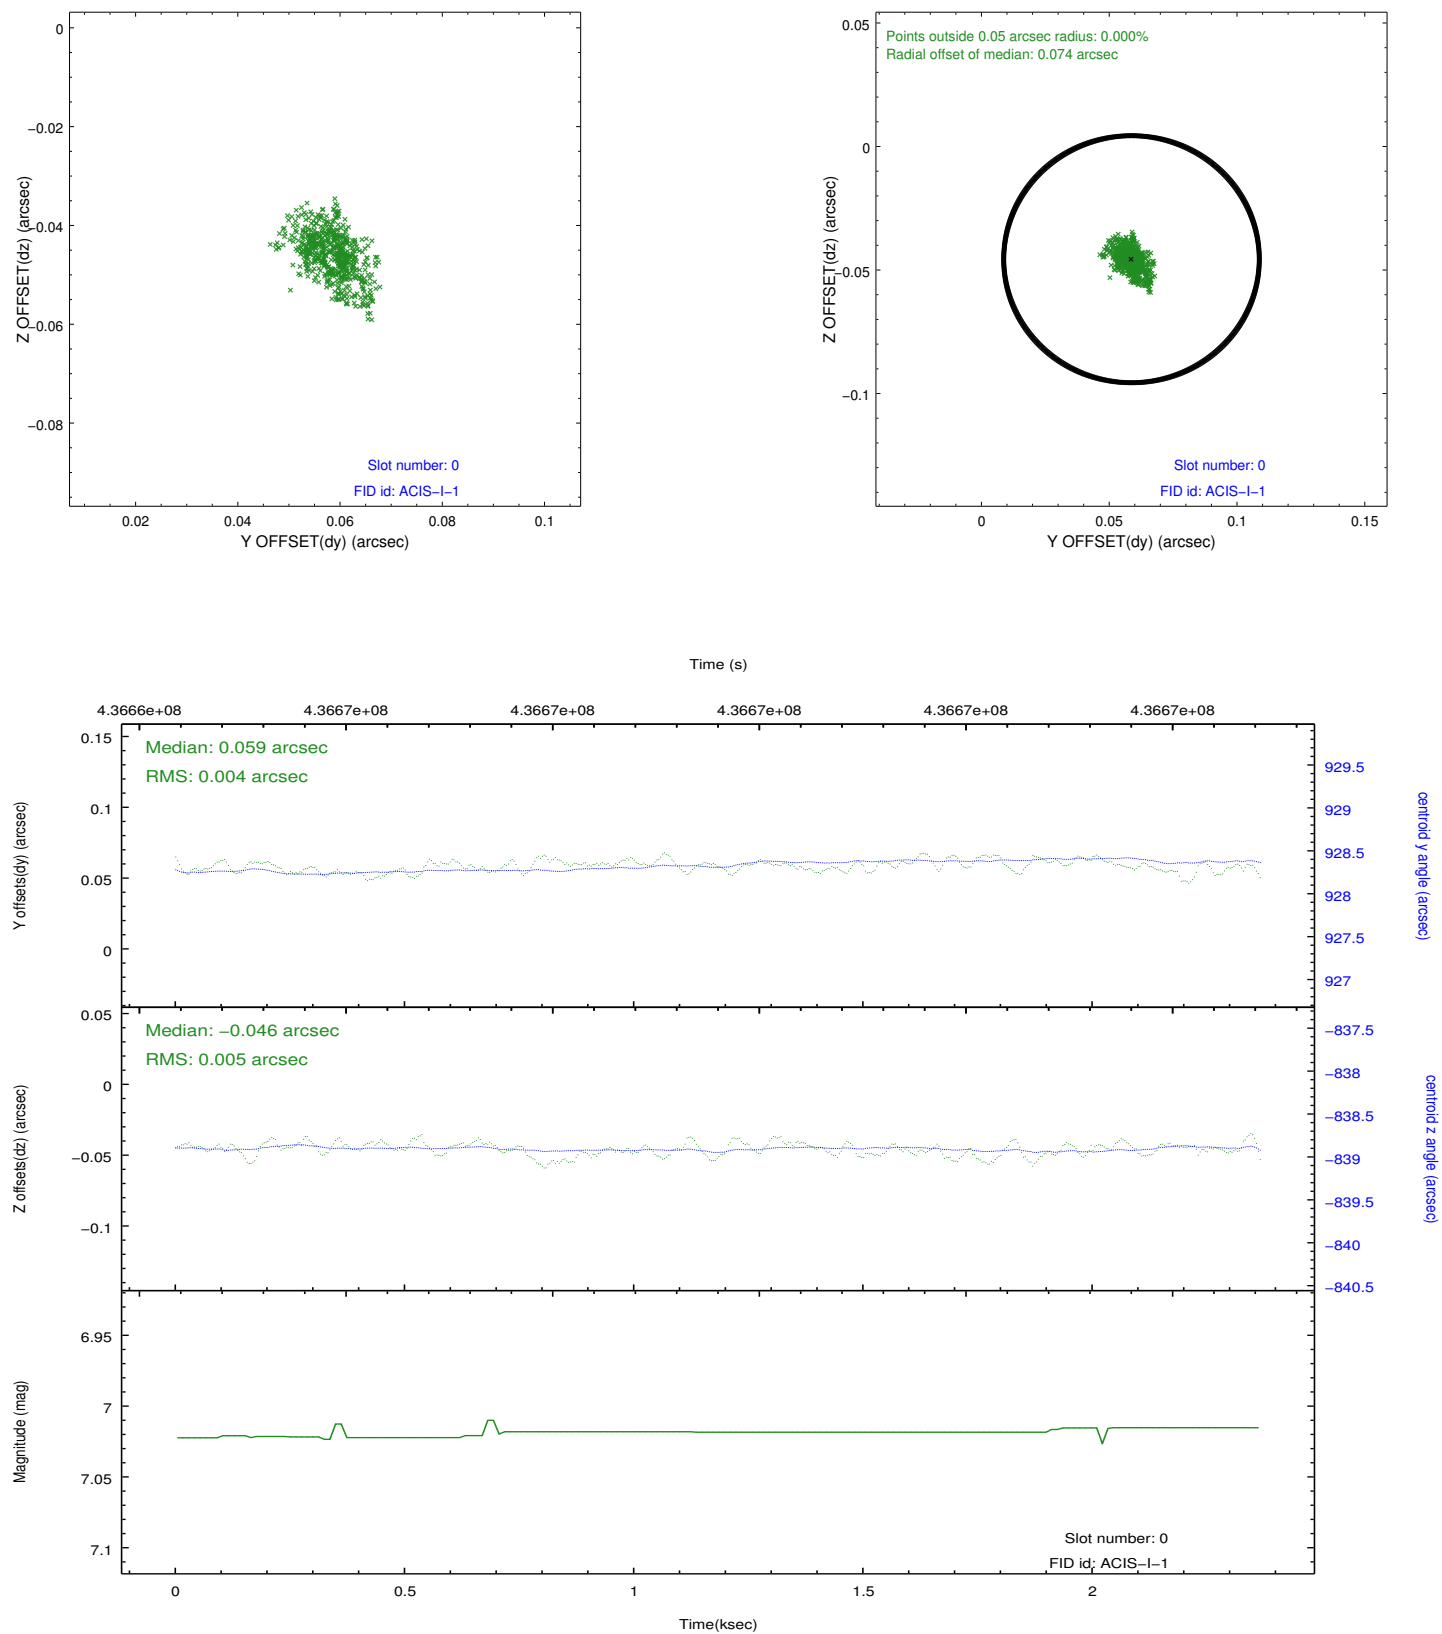 0
−0.02
−0.04
−0.06
−0.08
Z OFFSET(dz) (arcsec)
Slot number: 0
FID id: ACIS−I−1
0.02 0.04 0.06 0.08 0.1
Y OFFSET(dy) (arcsec)
Points outside 0.05 arcsec radius: 0.000%
Radial offset of median: 0.074 arcsec
0.05
0
−0.05
−0.1
Z OFFSET(dz) (arcsec)
Slot number: 0
FID id: ACIS−I−1
0 0.05 0.1 0.15
Y OFFSET(dy) (arcsec)
Time (s)
4.3666e+08 4.3667e+08 4.3667e+08 4.3667e+08 4.3667e+08 4.3667e+08
Median: 0.059 arcsec
RMS: 0.004 arcsec
0.15
0.1
0.05
0
Y offsets(dy) (arcsec)
929.5
929
928.5
928
927.5
927
centroid y angle (arcsec)
Median: −0.046 arcsec
RMS: 0.005 arcsec
0.05
0
−0.05
−0.1
Z offsets(dz) (arcsec)
−837.5
−838
−838.5
−839
−839.5
−840
−840.5
centroid z angle (arcsec)
6.95
7
7.05
7.1
Magnitude (mag)
Slot number: 0
FID id: ACIS−I−1
0 0.5 1 1.5 2
Time(ksec)